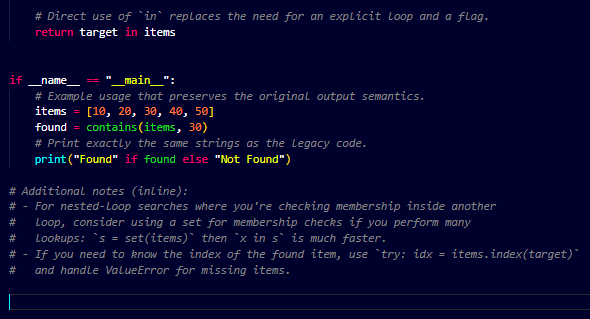 # Direct use of `in` replaces the need for an explicit loop and a flag.
    return target in items
if __name__ == "__main__":
    # Example usage that preserves the original output semantics.
    items = [10, 20, 30, 40, 50]
    found = contains(items, 30)
    # Print exactly the same strings as the legacy code.
    print("Found" if found else "Not Found")
# Additional notes (inline):
# - For nested-loop searches where you're checking membership inside another
#   loop, consider using a set for membership checks if you perform many
#   lookups: `s = set(items)` then `x in s` is much faster.
# - If you need to know the index of the found item, use `try: idx = items.index(target)`
#   and handle ValueError for missing items.